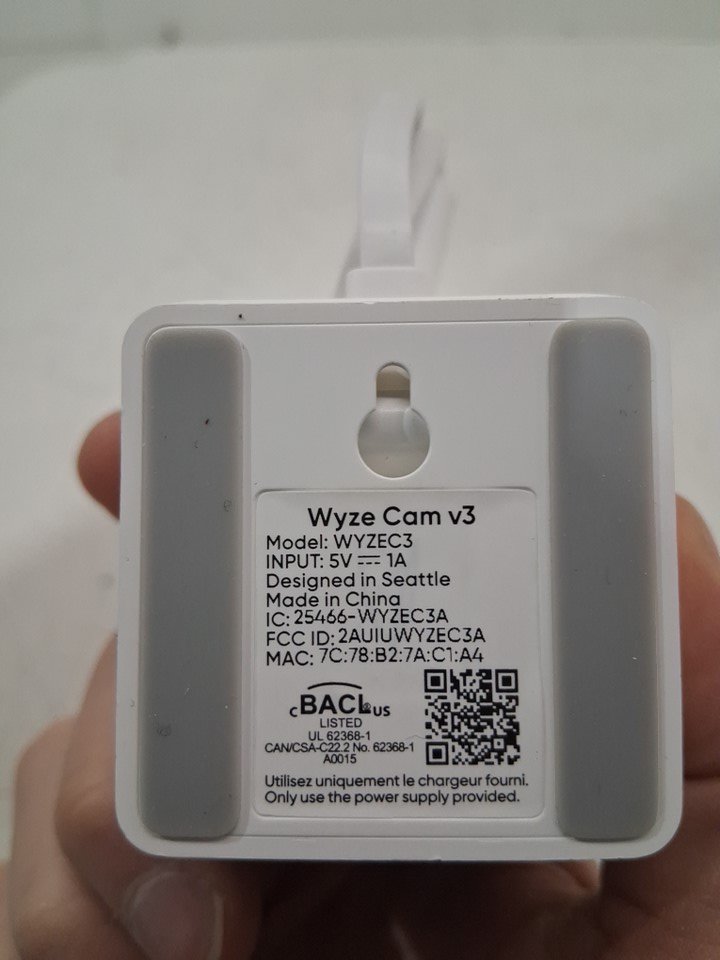 Wyze Cam v3
Model: WYZEC3
INPUT: 5V ⎓ 1A
Designed in Seattle
Made in China
IC: 25466-WYZEC3A
FCC ID: 2AUIUWYZEC3A
MAC: 7C:78:B2:7A:C1:A4
cBACL®US
LISTED
UL 62368-1
CAN/CSA-C22.2 No. 62368-1
A0015
Utilisez uniquement le chargeur fourni.
Only use the power supply provided.